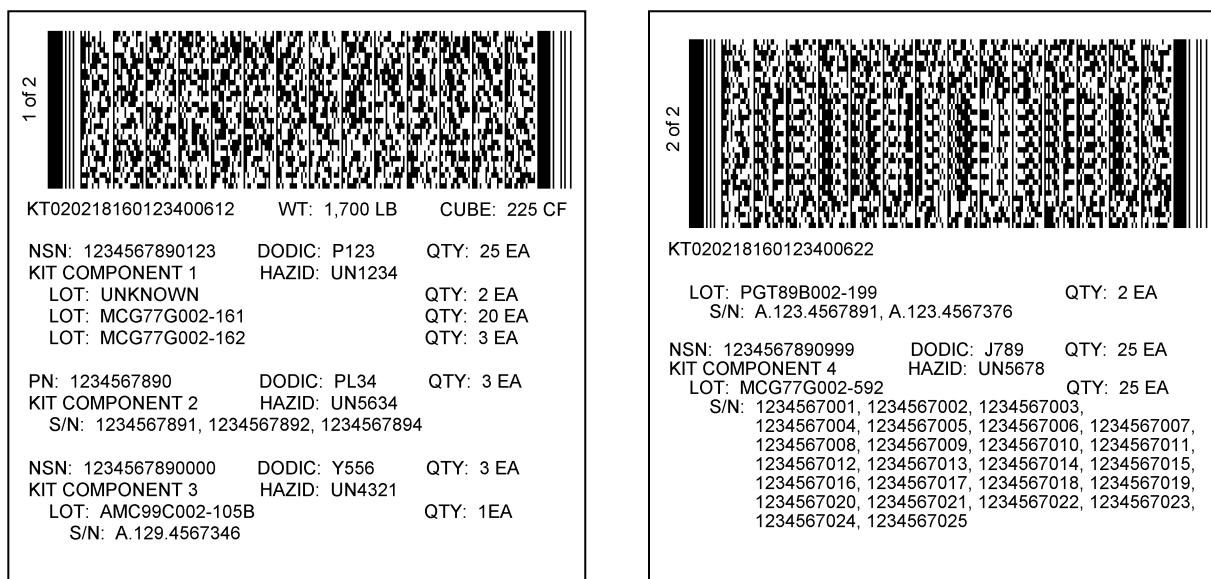 1 of 2
KT020218160123400612 WT: 1,700 LB CUBE: 225 CF
NSN: 1234567890123 DODIC: P123 QTY: 25 EA
KIT COMPONENT 1 HAZID: UN1234
LOT: UNKNOWN QTY: 2 EA
LOT: MCG77G002-161 QTY: 20 EA
LOT: MCG77G002-162 QTY: 3 EA
PN: 1234567890 DODIC: PL34 QTY: 3 EA
KIT COMPONENT 2 HAZID: UN5634
S/N: 1234567891, 1234567892, 1234567894
NSN: 1234567890000 DODIC: Y556 QTY: 3 EA
KIT COMPONENT 3 HAZID: UN4321
LOT: AMC99C002-105B QTY: 1EA
S/N: A.129.4567346
2 of 2
KT020218160123400622
LOT: PGT89B002-199 QTY: 2 EA
S/N: A.123.4567891, A.123.4567376
NSN: 1234567890999 DODIC: J789 QTY: 25 EA
KIT COMPONENT 4 HAZID: UN5678
LOT: MCG77G002-592 QTY: 25 EA
S/N: 1234567001, 1234567002, 1234567003,
1234567004, 1234567005, 1234567006, 1234567007,
1234567008, 1234567009, 1234567010, 1234567011,
1234567012, 1234567013, 1234567014, 1234567015,
1234567016, 1234567017, 1234567018, 1234567019,
1234567020, 1234567021, 1234567022, 1234567023,
1234567024, 1234567025